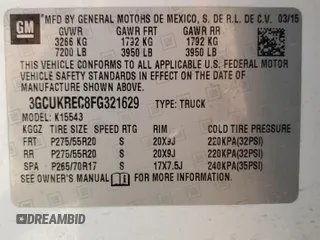 GM
*MFD BY GENERAL MOTORS DE MEXICO, S. DE R.L. DE C.V. 03/15
GVWR GAWR FRT GAWR RR
3266 KG 1732 KG 1792 KG
7200 LB 3950 LB 3950 LB
THIS VEHICLE CONFORMS TO ALL APPLICABLE U.S. FEDERAL MOTOR
VEHICLE SAFETY STANDARDS IN EFFECT ON THE DATE OF
MANUFACTURE SHOWN ABOVE.
3GCUKREC8FG321629 TYPE: TRUCK
MODEL: K15543
KGGZ TIRE SIZE SPEED RTG RIM COLD TIRE PRESSURE
FRT P275/55R20 S 20X9J 220KPA(32PSI)
RR P275/55R20 S 20X9J 220KPA(32PSI)
SP P265/70R17 S 17X7.5J 240KPA(35PSI)
SEE OWNER'S MANUAL FOR MORE INFORMATION.
DREAMBID